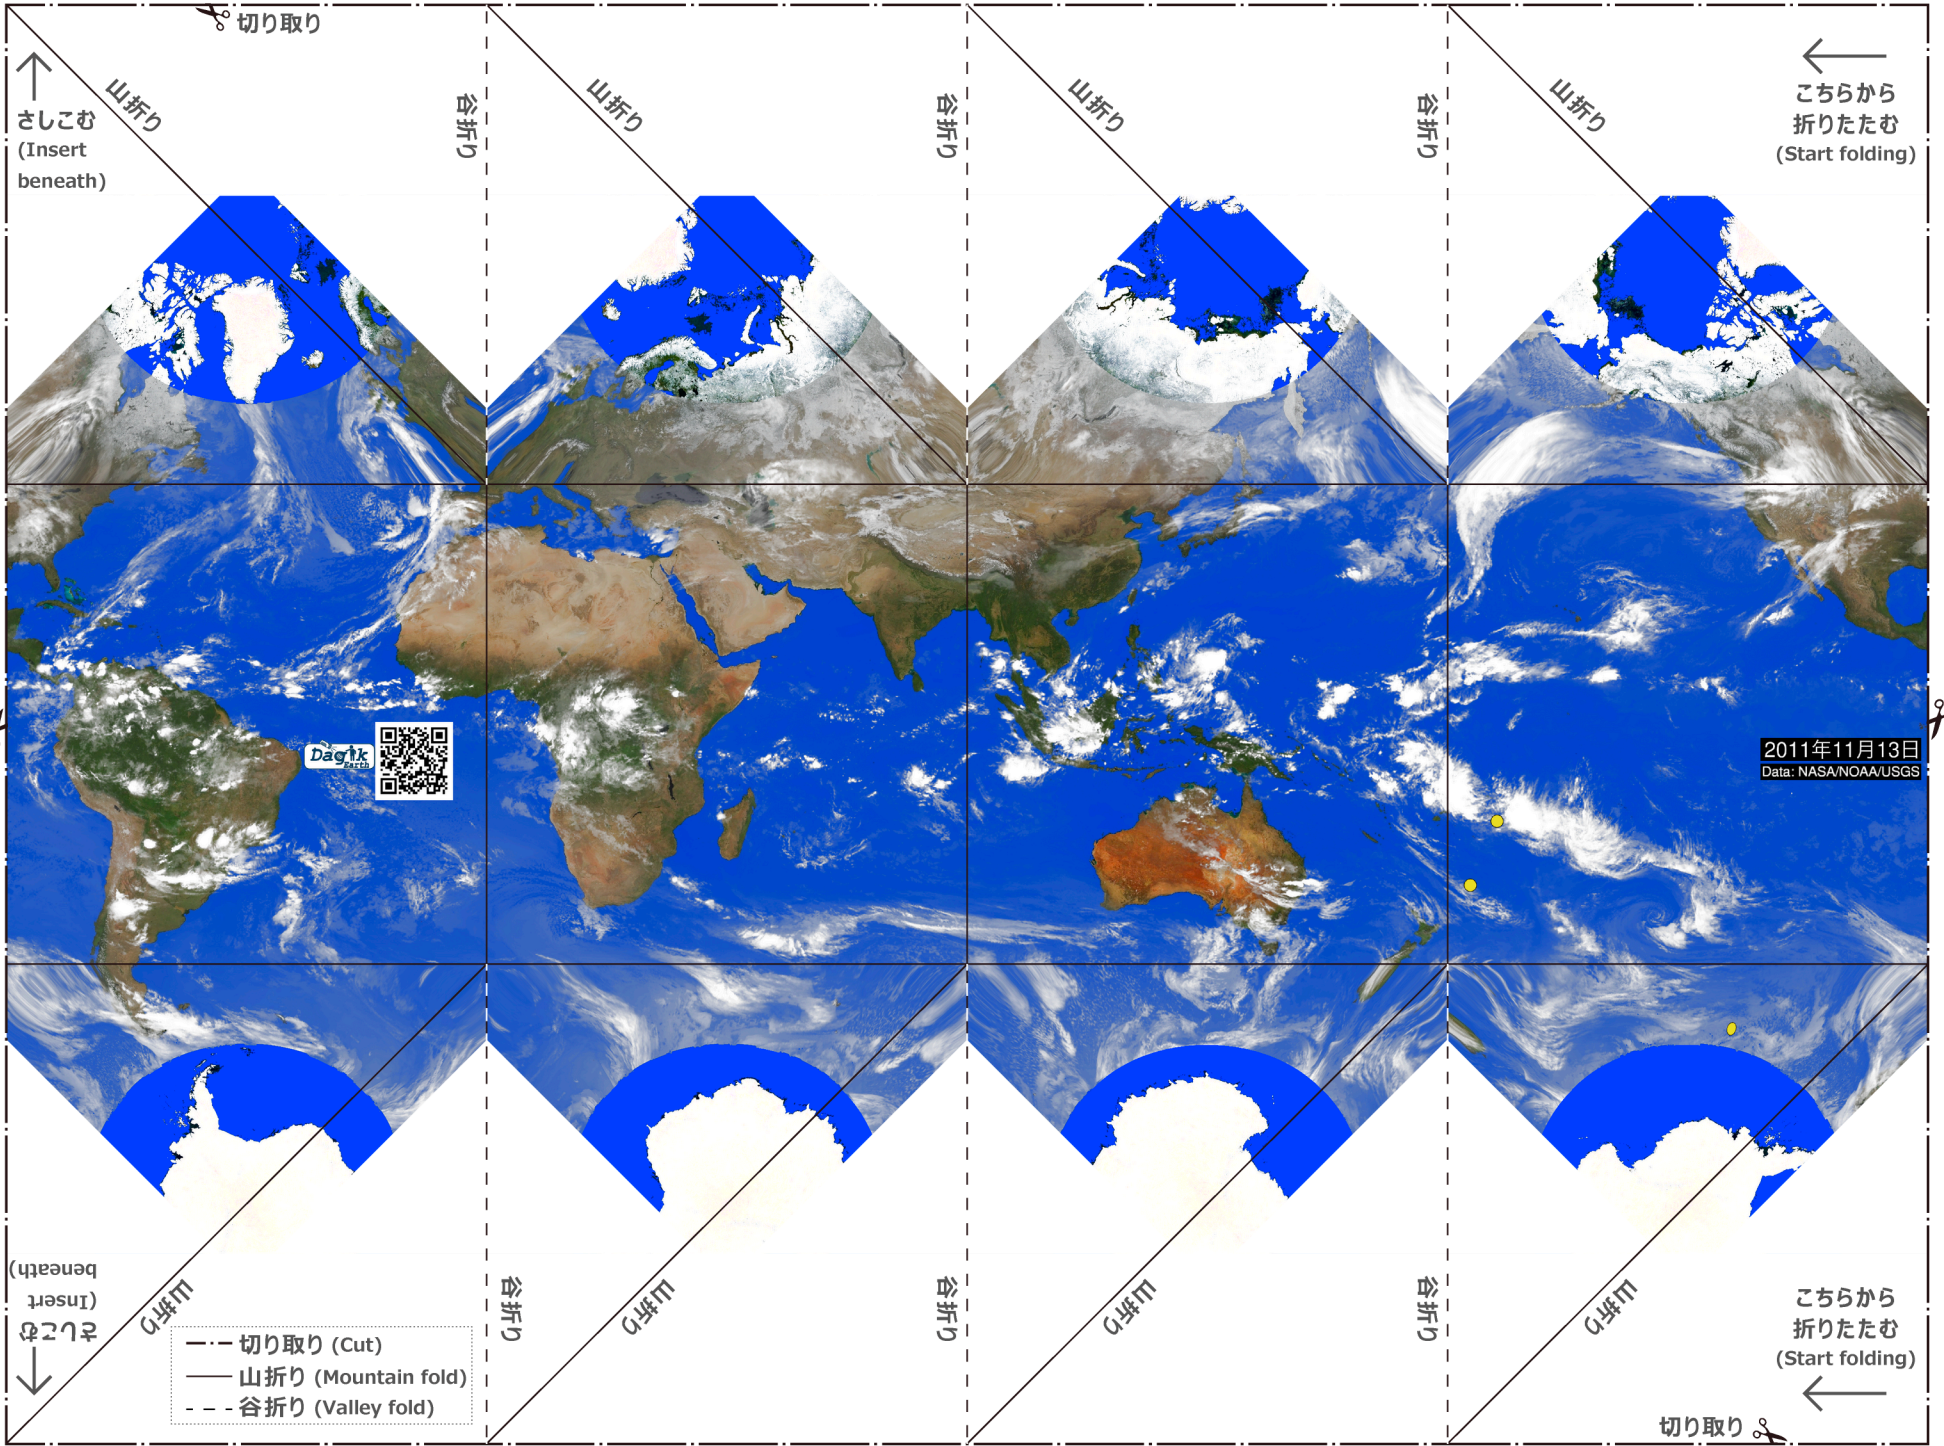 切り取り
山折り
谷折り
山折り
谷折り
山折り
谷折り
山折り
さしこむ
(Insert
beneath)
こちらから
折りたたむ
(Start folding)
Dagik
Earth
2011年11月13日
Data: NASA/NOAA/USGS
さしこむ
(Insert
beneath)
山折り
谷折り
山折り
谷折り
山折り
谷折り
山折り
こちらから
折りたたむ
(Start folding)
切り取り (Cut)
山折り (Mountain fold)
谷折り (Valley fold)
切り取り